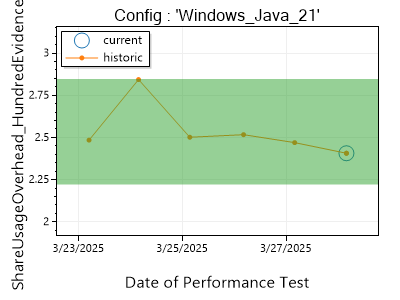 Config : 'Windows_Java_21'
current
historic
ShareUsageOverhead_HundredEvidence
3
2.75
2.5
2.25
2
3/23/2025
3/25/2025
3/27/2025
Date of Performance Test